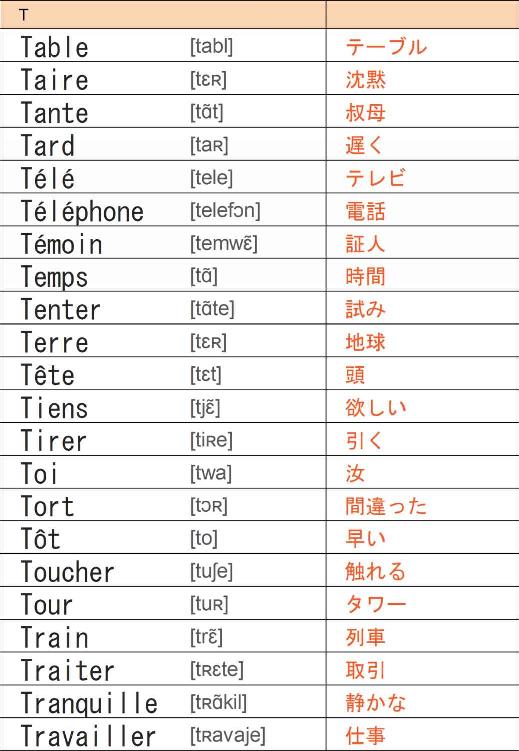 T
Table [tabl] テーブル
Taire [tɛʀ] 沈黙
Tante [tɑ̃t] 叔母
Tard [taʀ] 遅く
Télé [tele] テレビ
Téléphone [telefɔn] 電話
Témoin [temwɛ̃] 証人
Temps [tɑ̃] 時間
Tenter [tɑ̃te] 試み
Terre [tɛʀ] 地球
Tête [tɛt] 頭
Tiens [tjɛ̃] 欲しい
Tirer [tiʀe] 引く
Toi [twa] 汝
Tort [tɔʀ] 間違った
Tôt [to] 早い
Toucher [tuʃe] 触れる
Tour [tuʀ] タワー
Train [trɛ̃] 列車
Traiter [tʀɛte] 取引
Tranquille [tʀɑ̃kil] 静かな
Travailler [tʀavaje] 仕事